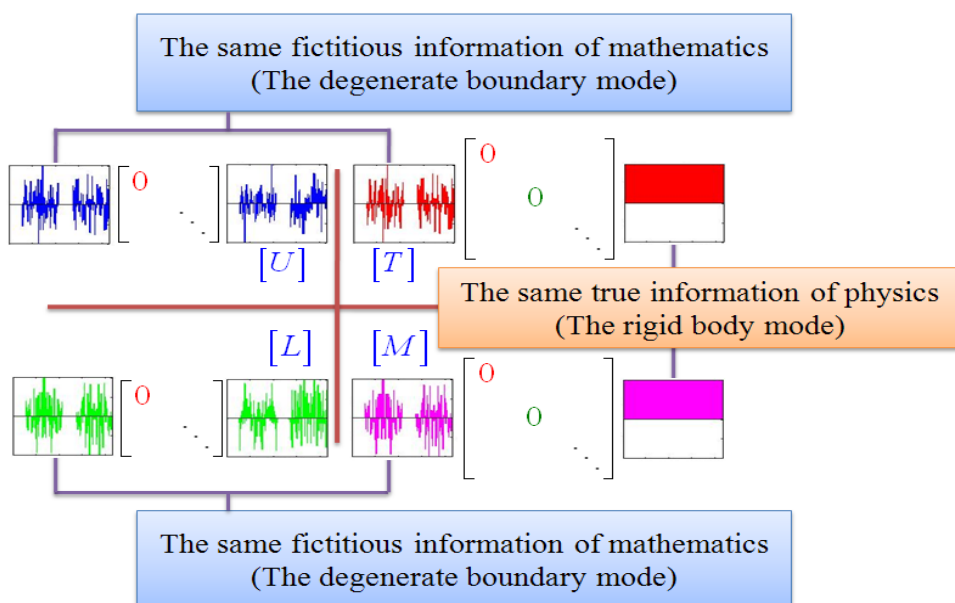 The same fictitious information of mathematics
(The degenerate boundary mode)
0
0
0
0
[U]
[T]
The same true information of physics
(The rigid body mode)
[L]
[M]
0
0
0
The same fictitious information of mathematics
(The degenerate boundary mode)